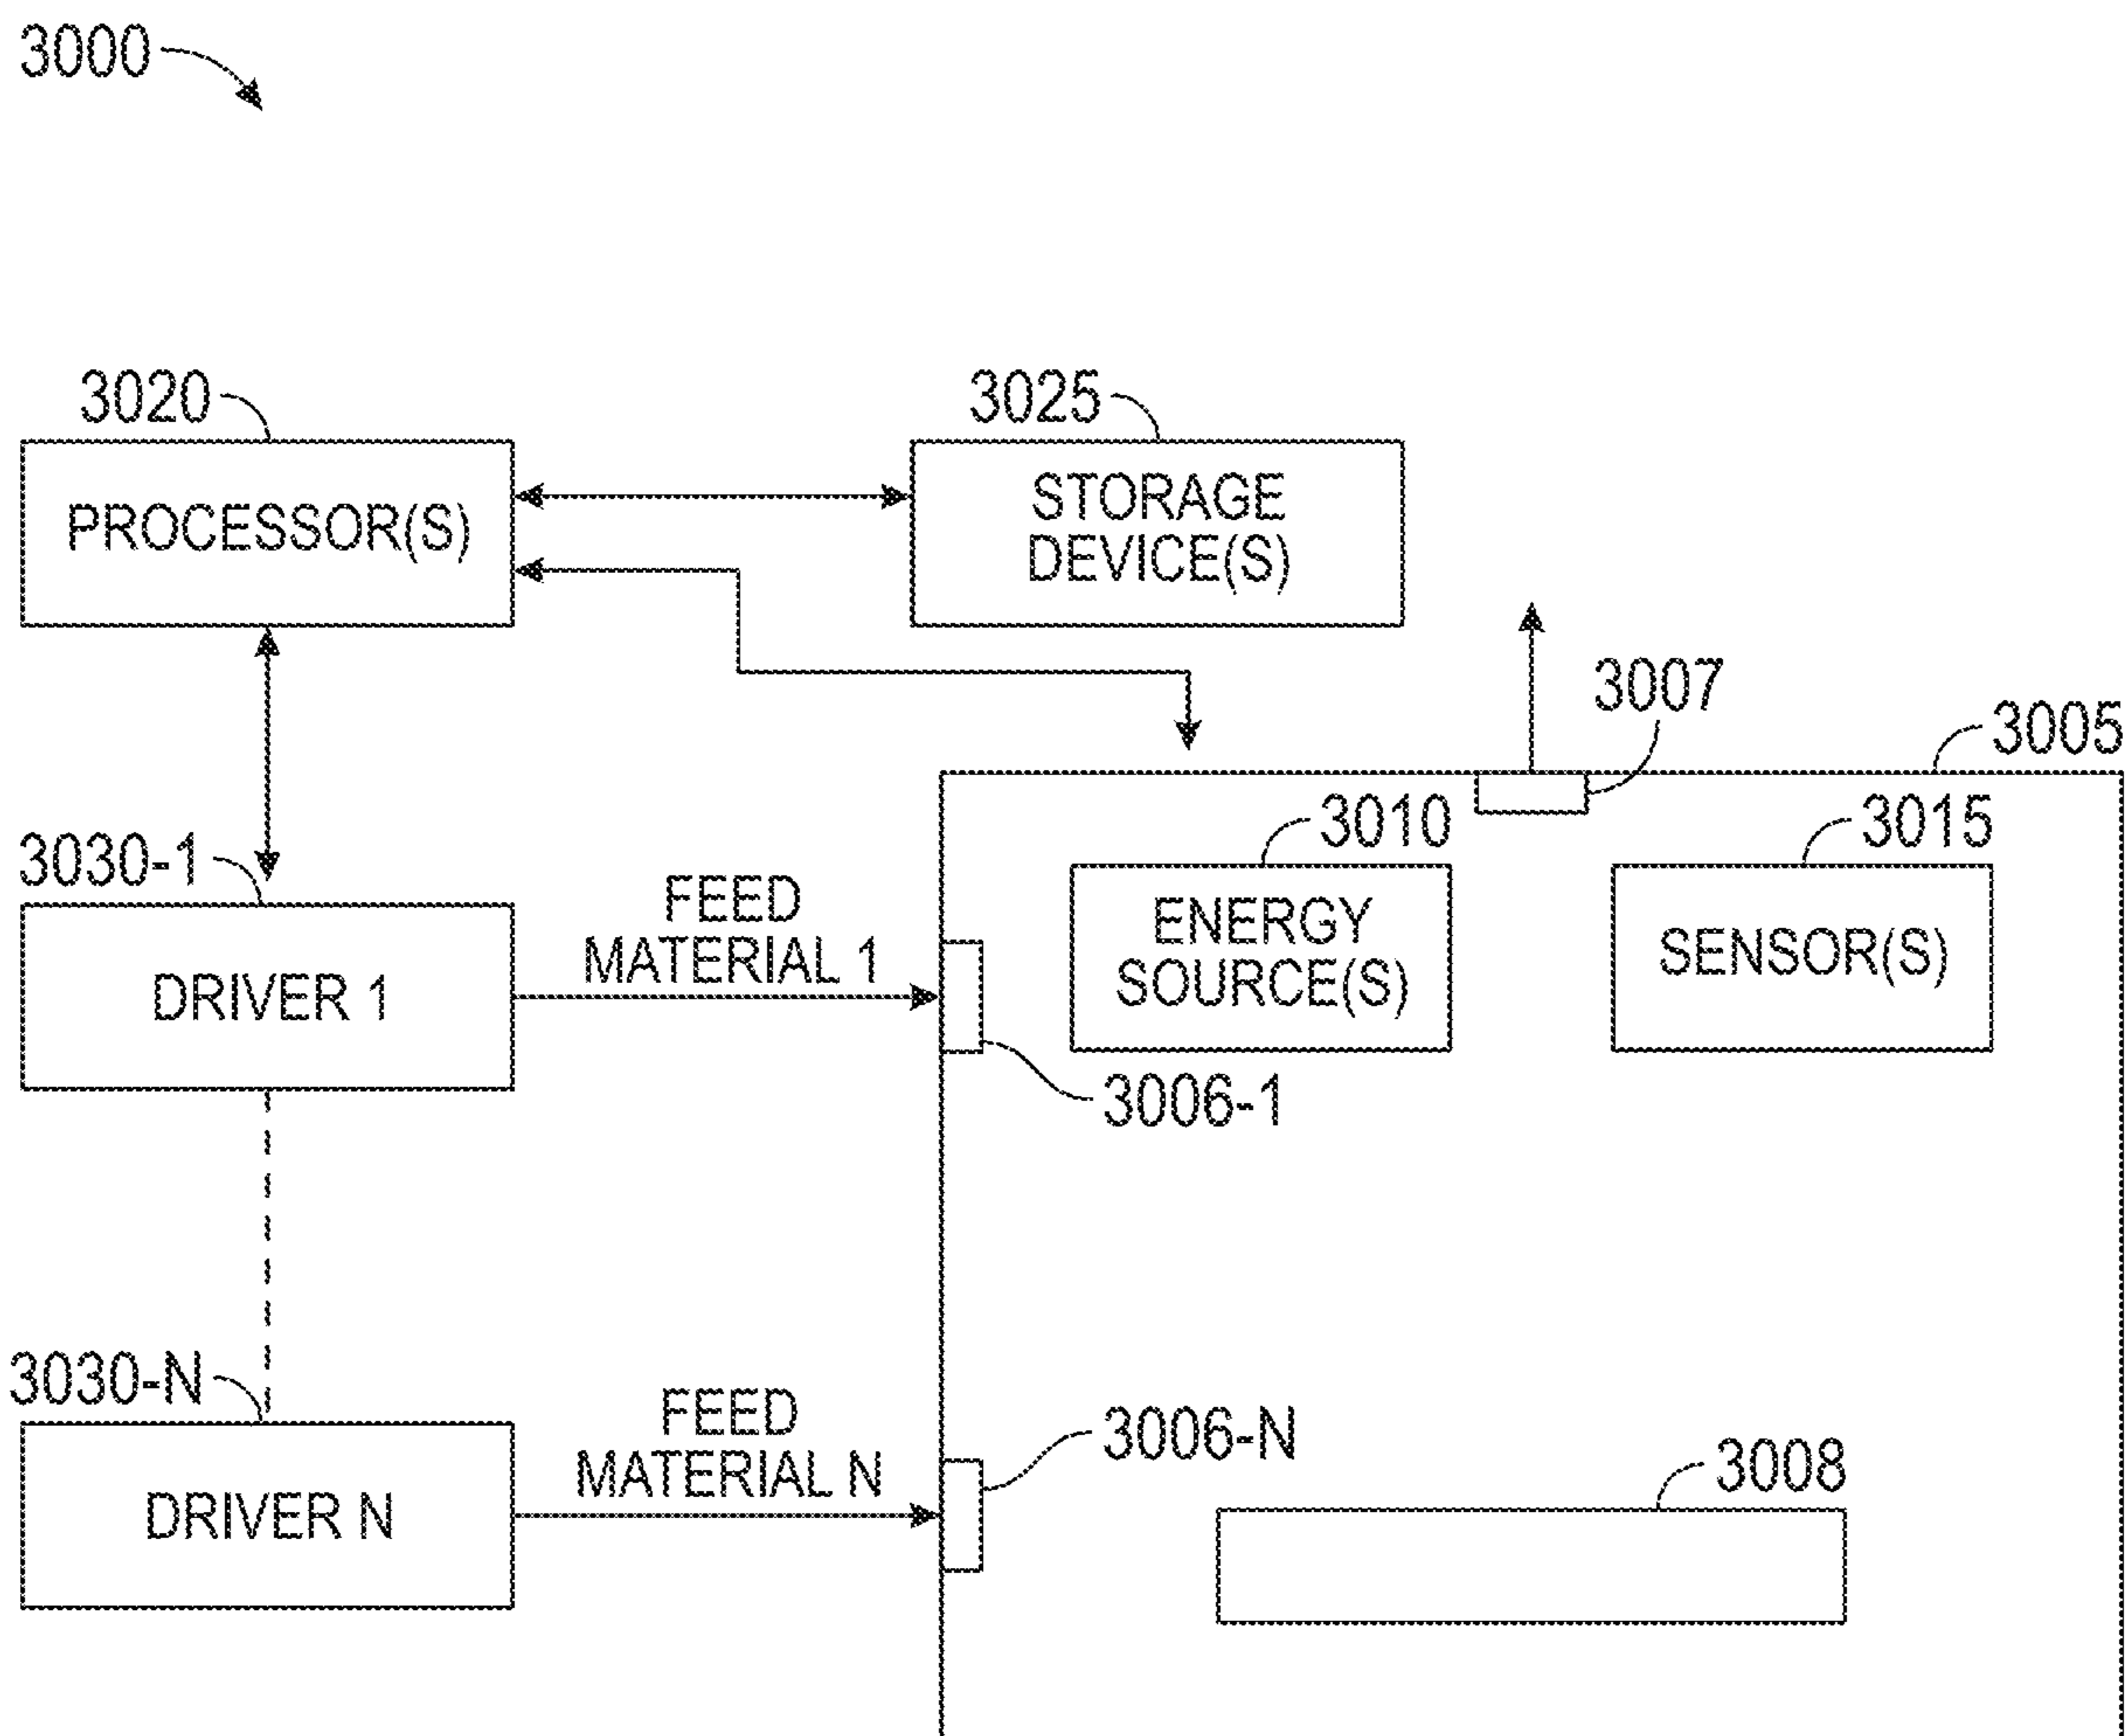 3000
3020
3025
PROCESSOR(S)
STORAGE
DEVICE(S)
3007
3005
3010
3015
3030-1
FEED
MATERIAL 1
ENERGY
SOURCE(S)
SENSOR(S)
DRIVER 1
3006-1
3030-N
FEED
MATERIAL N
3006-N
3008
DRIVER N